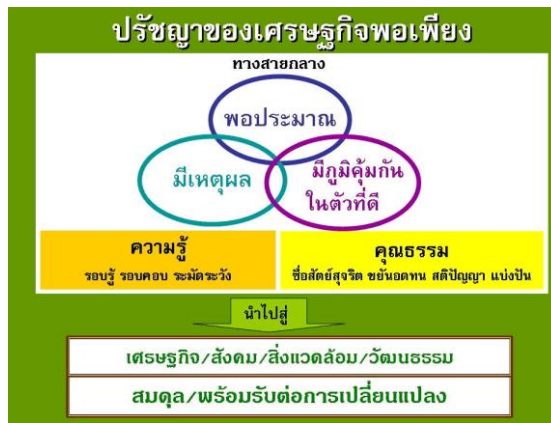 ปรัชญาของเศรษฐกิจพอเพียง
ทางสายกลาง
พอประมาณ
มีเหตุผล
มีภูมิคุ้มกัน
ในตัวที่ดี
ความรู้
รอบรู้ รอบคอบ ระมัดระวัง
คุณธรรม
ซื่อสัตย์สุจริต ขยันอดทน สติปัญญา แบ่งปัน
นำไปสู่
เศรษฐกิจ/สังคม/สิ่งแวดล้อม/วัฒนธรรม
สมดุล/พร้อมรับต่อการเปลี่ยนแปลง